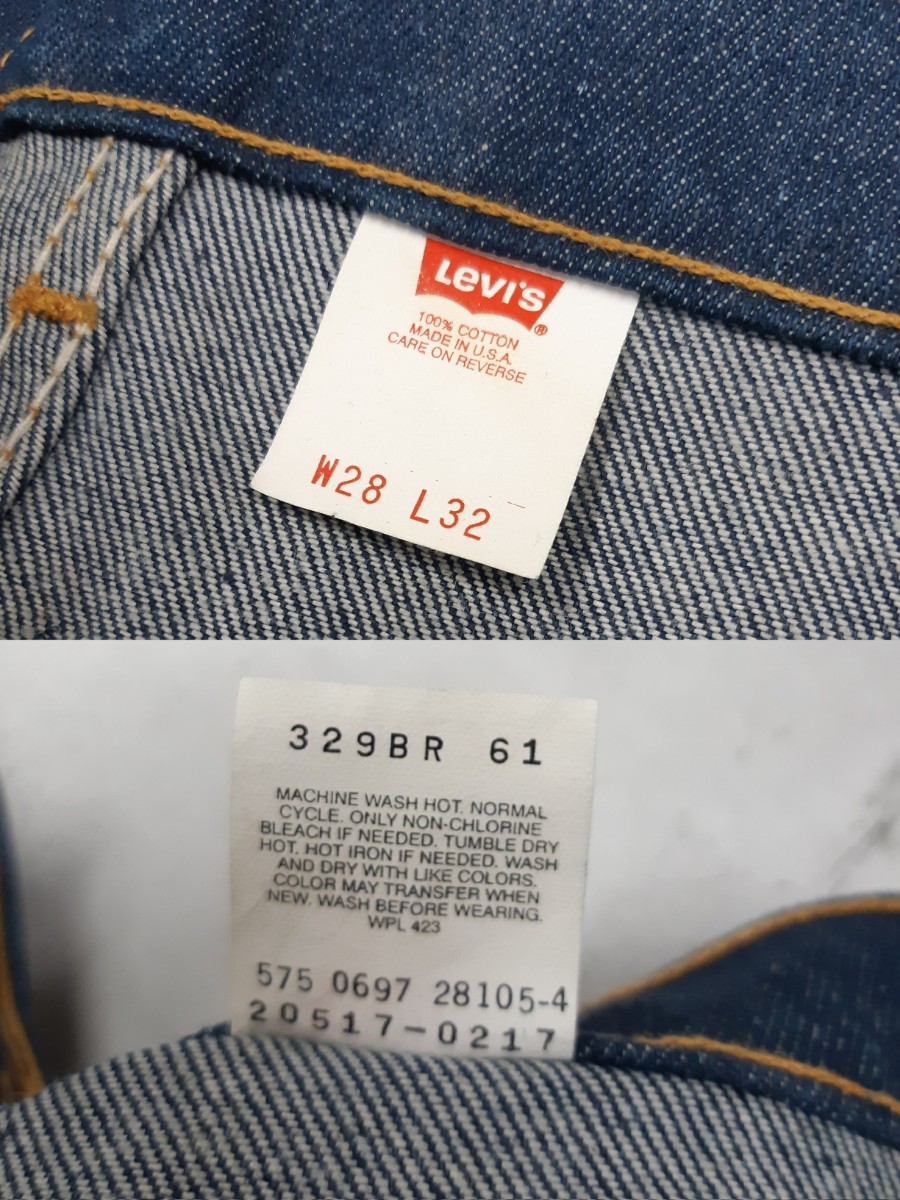 Levi's®
100% COTTON
MADE IN U.S.A.
CARE ON REVERSE
W28 L32
329BR 61
MACHINE WASH HOT. NORMAL
CYCLE. ONLY NON-CHLORINE
BLEACH IF NEEDED. TUMBLE DRY
HOT. HOT IRON IF NEEDED. WASH
AND DRY WITH LIKE COLORS.
COLOR MAY TRANSFER WHEN
NEW. WASH BEFORE WEARING.
WPL 423
575 0697 28105-4
20517-0217